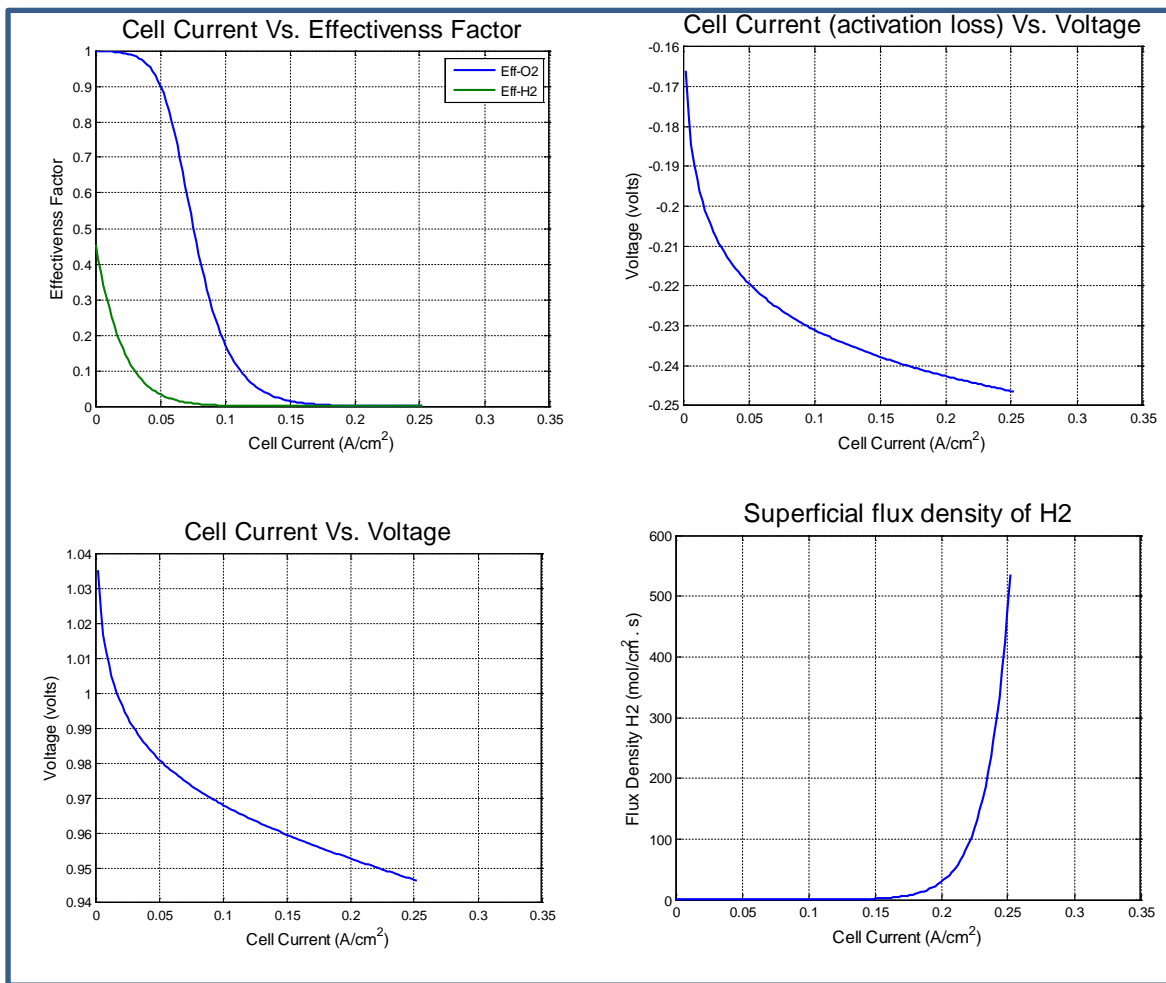 Cell Current Vs. Effectivenss Factor
1
0.9
0.8
0.7
0.6
0.5
0.4
0.3
0.2
0.1
0
Effectivenss Factor
Eff-O2
Eff-H2
0 0.05 0.1 0.15 0.2 0.25 0.3 0.35
Cell Current (A/cm2)
Cell Current (activation loss) Vs. Voltage
-0.16
-0.17
-0.18
-0.19
-0.2
-0.21
-0.22
-0.23
-0.24
-0.25
Voltage (volts)
0 0.05 0.1 0.15 0.2 0.25 0.3 0.35
Cell Current (A/cm2)
Cell Current Vs. Voltage
1.04
1.03
1.02
1.01
1
0.99
0.98
0.97
0.96
0.95
0.94
Voltage (volts)
0 0.05 0.1 0.15 0.2 0.25 0.3 0.35
Cell Current (A/cm2)
Superficial flux density of H2
600
500
400
300
200
100
0
Flux Density H2 (mol/cm2. s)
0 0.05 0.1 0.15 0.2 0.25 0.3 0.35
Cell Current (A/cm2)